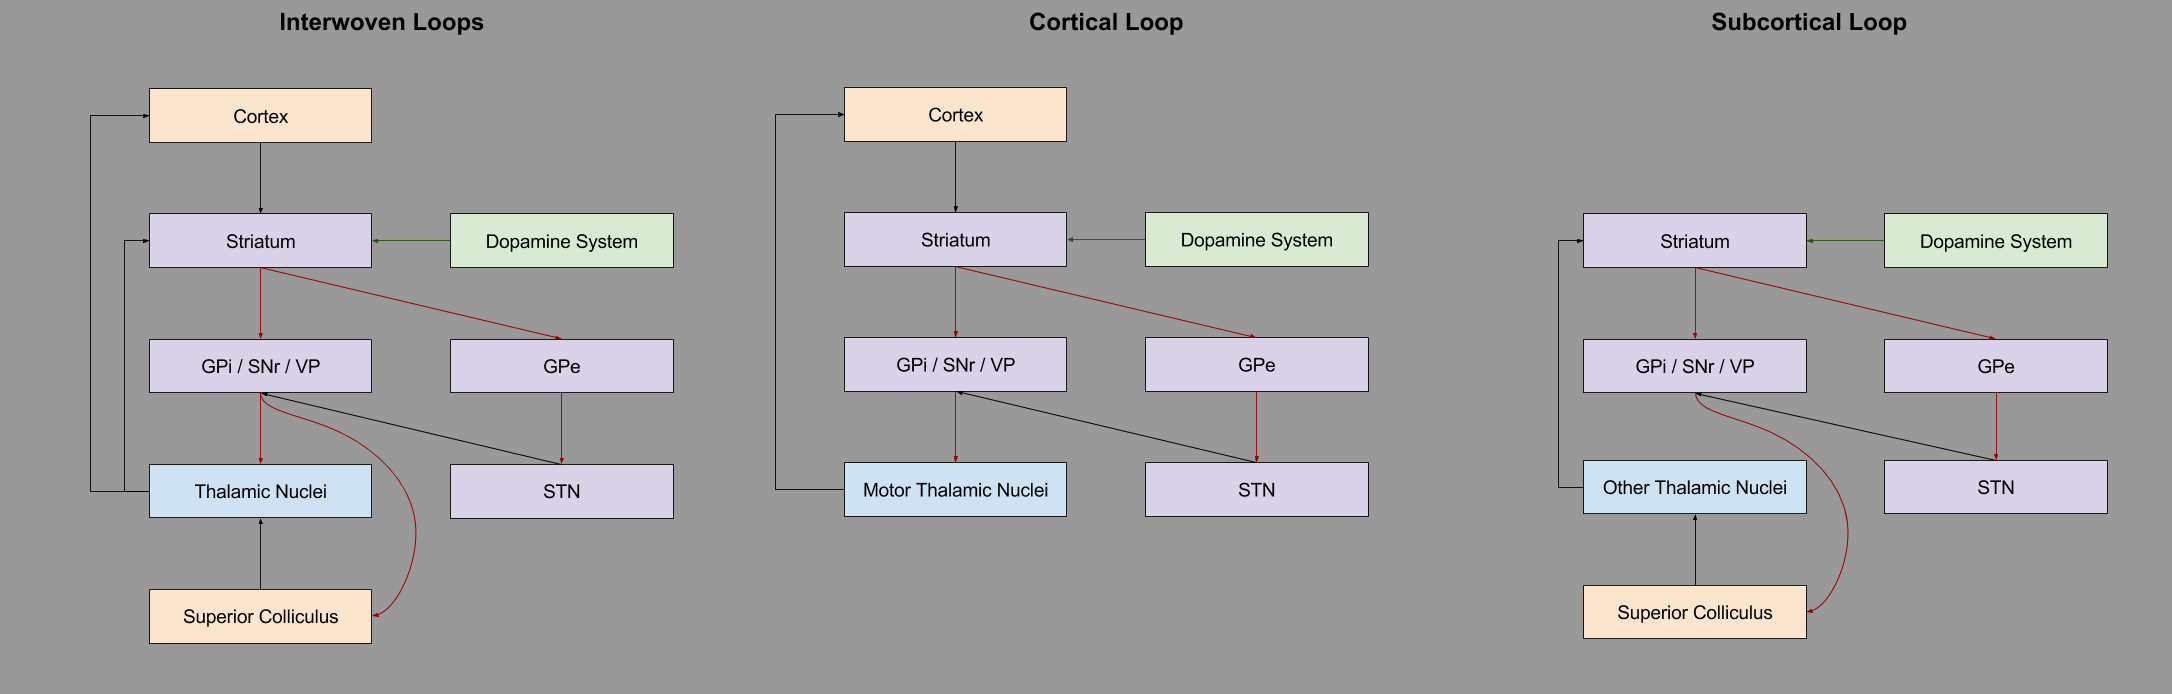 Interwoven Loops
Cortex
Striatum
Dopamine System
GPi / SNr / VP
GPe
Thalamic Nuclei
STN
Superior Colliculus
Cortical Loop
Cortex
Striatum
Dopamine System
GPi / SNr / VP
GPe
Motor Thalamic Nuclei
STN
Subcortical Loop
Striatum
Dopamine System
GPi / SNr / VP
GPe
Other Thalamic Nuclei
STN
Superior Colliculus